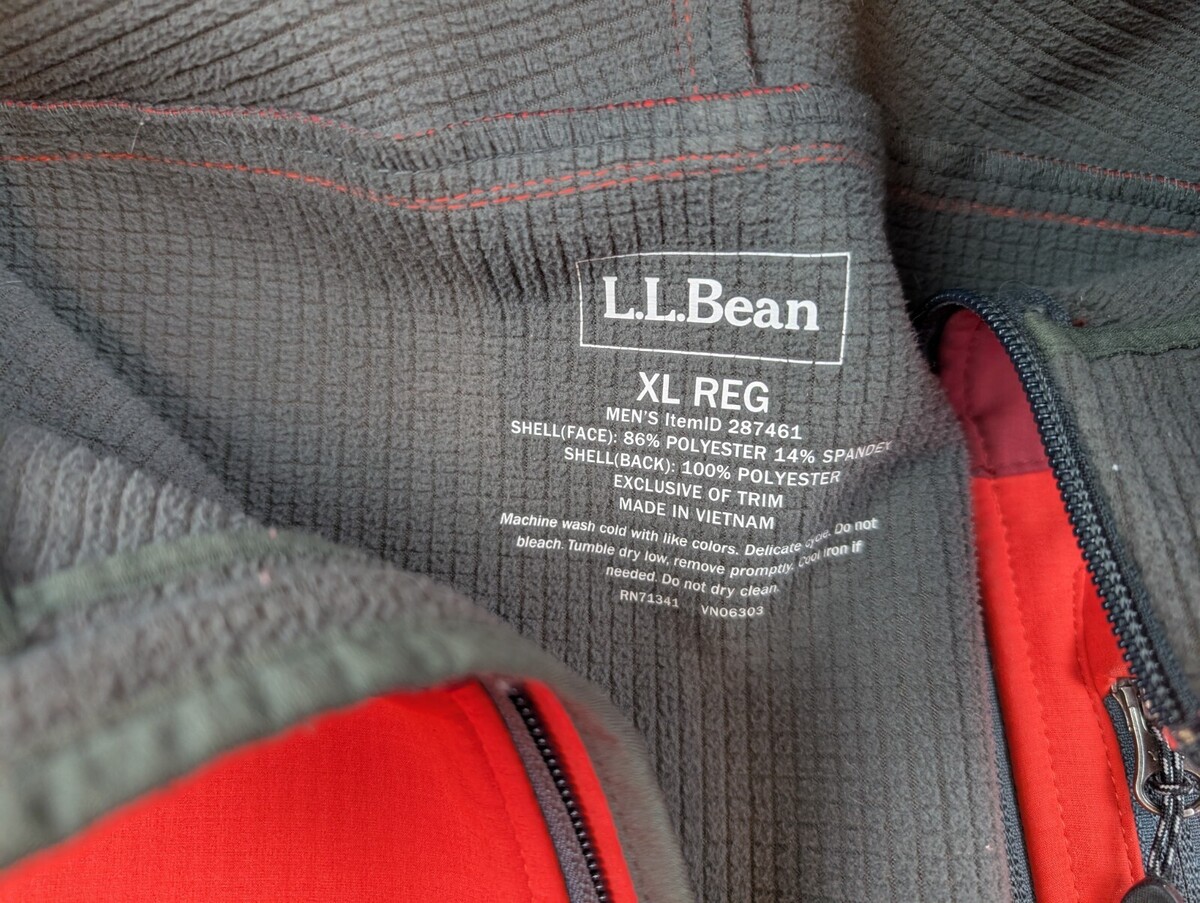 L.L.Bean
XL REG
MEN'S ItemID 287461
SHELL(FACE): 86% POLYESTER 14% SPANDEX
SHELL(BACK): 100% POLYESTER
EXCLUSIVE OF TRIM
MADE IN VIETNAM
Machine wash cold with like colors. Delicate cycle. Do not
bleach. Tumble dry low, remove promptly. Cool iron if
needed. Do not dry clean.
RN71341 VN06303